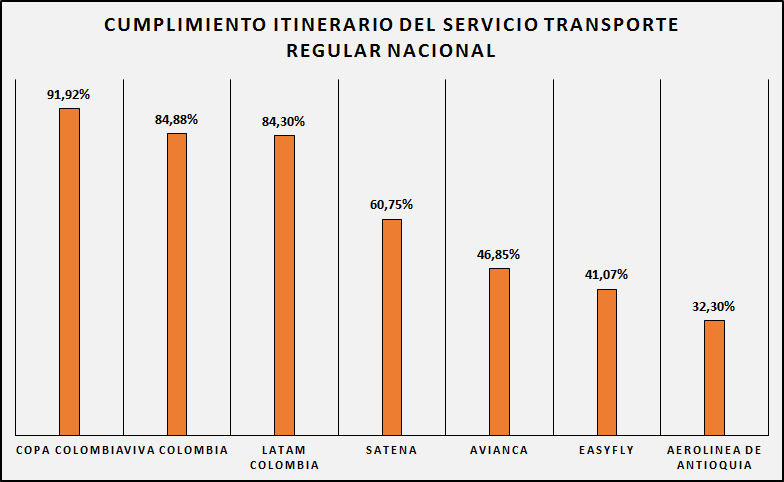 CUMPLIMIENTO ITINERARIO DEL SERVICIO TRANSPORTE
REGULAR NACIONAL
91,92%
84,88%
84,30%
60,75%
46,85%
41,07%
32,30%
COPA COLOMBIA
VIVA COLOMBIA
LATAM
COLOMBIA
SATENA
AVIANCA
EASYFLY
AEROLINEA DE
ANTIOQUIA